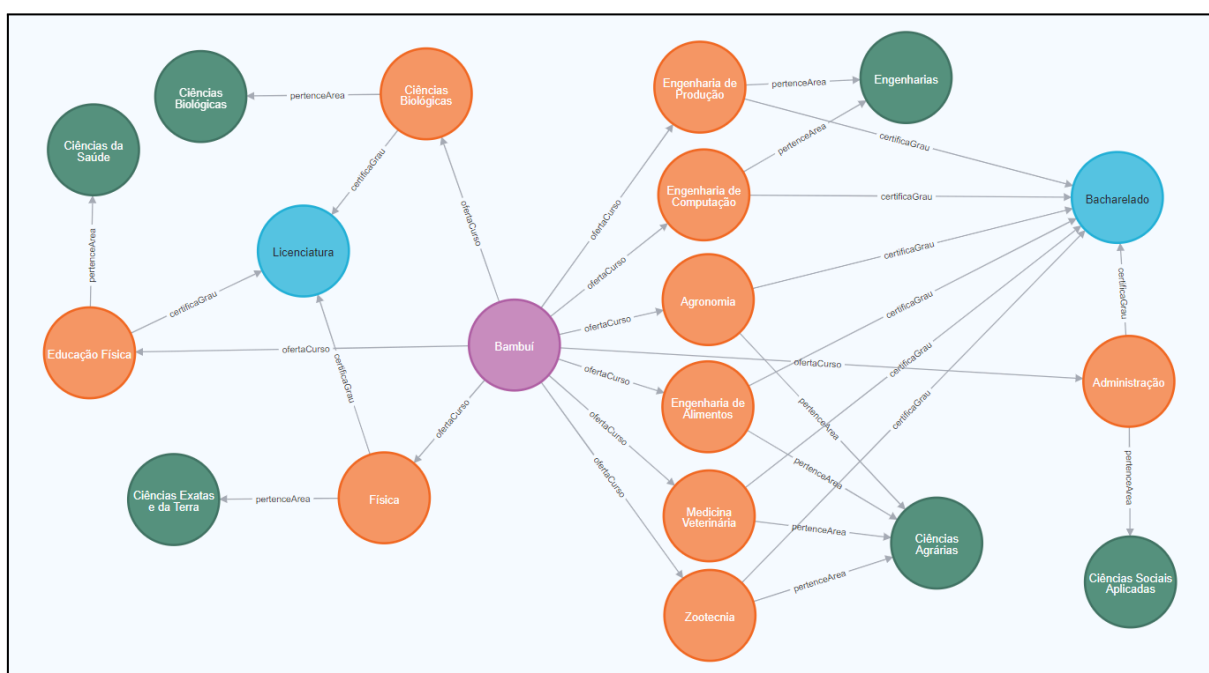 Ciências
Biológicas
pertenceArea
Ciências
Biológicas
Ciências da
Saúde
pertenceArea
certificaGrau
Licenciatura
certificaGrau
Educação Física
ofertaCurso
ofertaCurso
certificaGrau
Ciências Exatas
e da Terra
pertenceArea
Física
ofertaCurso
Bambuí
Engenharia de
Produção
pertenceArea
Engenharias
certificaGrau
pertenceArea
ofertaCurso
Engenharia de
Computação
certificaGrau
Bacharelado
ofertaCurso
Agronomia
certificaGrau
ofertaCurso
pertenceArea
ofertaCurso
certificaGrau
Administração
certificaGrau
ofertaCurso
Engenharia de
Alimentos
certificaGrau
pertenceArea
ofertaCurso
Medicina
Veterinária
certificaGrau
pertenceArea
Ciências
Agrárias
pertenceArea
ofertaCurso
Zootecnia
certificaGrau
pertenceArea
Ciências Sociais
Aplicadas